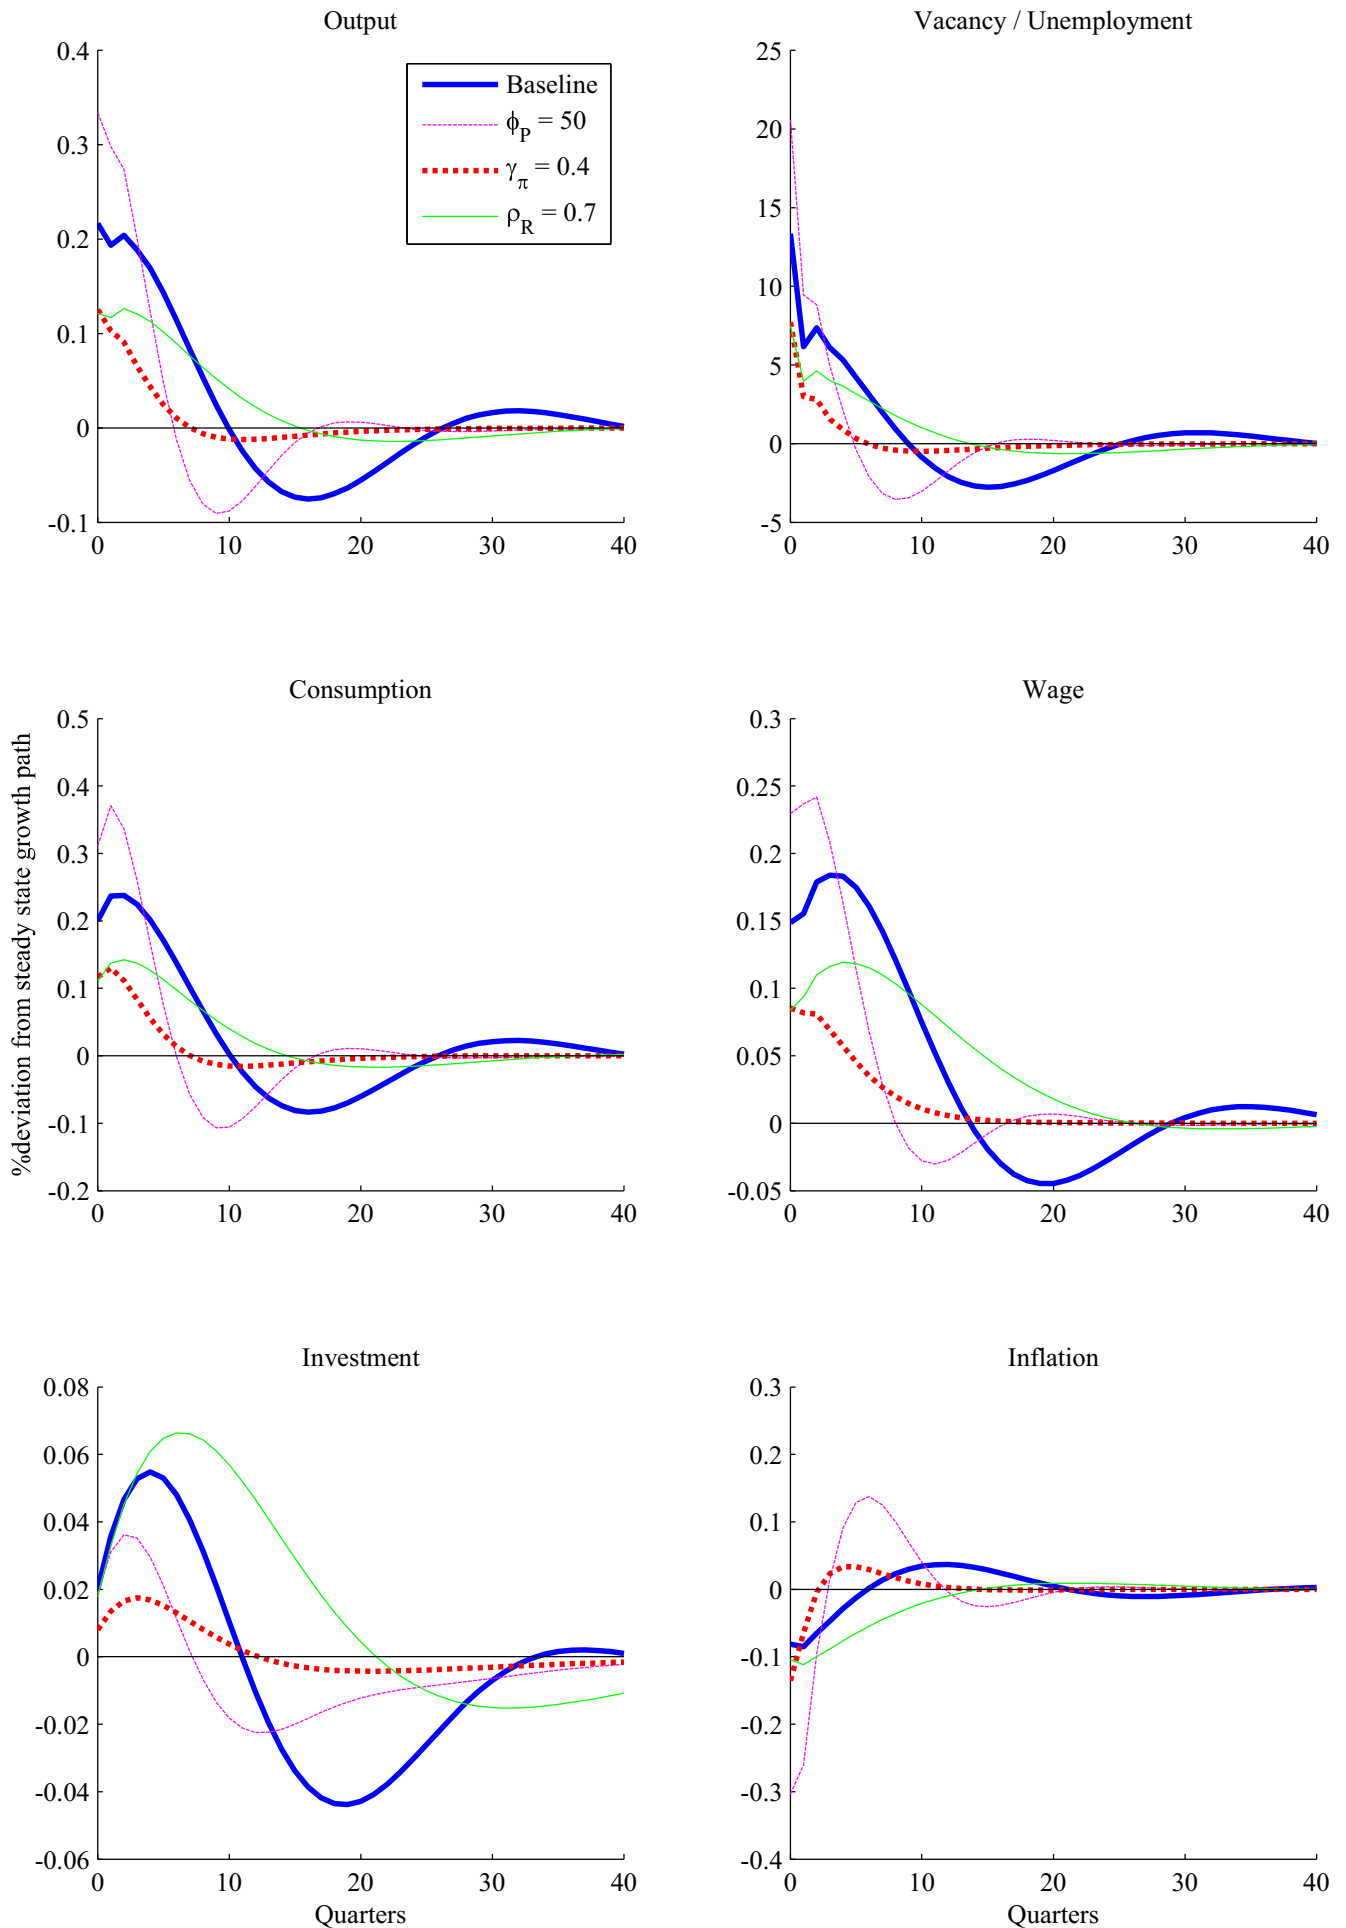 Output
0.4
0.3
0.2
0.1
0
-0.1
0 10 20 30 40
Baseline
ϕP = 50
γπ = 0.4
ρR = 0.7
Vacancy / Unemployment
25
20
15
10
5
0
-5
0 10 20 30 40
%deviation from steady state growth path
Consumption
0.5
0.4
0.3
0.2
0.1
0
-0.1
-0.2
0 10 20 30 40
Wage
0.3
0.25
0.2
0.15
0.1
0.05
0
-0.05
0 10 20 30 40
Investment
0.08
0.06
0.04
0.02
0
-0.02
-0.04
-0.06
0 10 20 30 40
Quarters
Inflation
0.3
0.2
0.1
0
-0.1
-0.2
-0.3
-0.4
0 10 20 30 40
Quarters